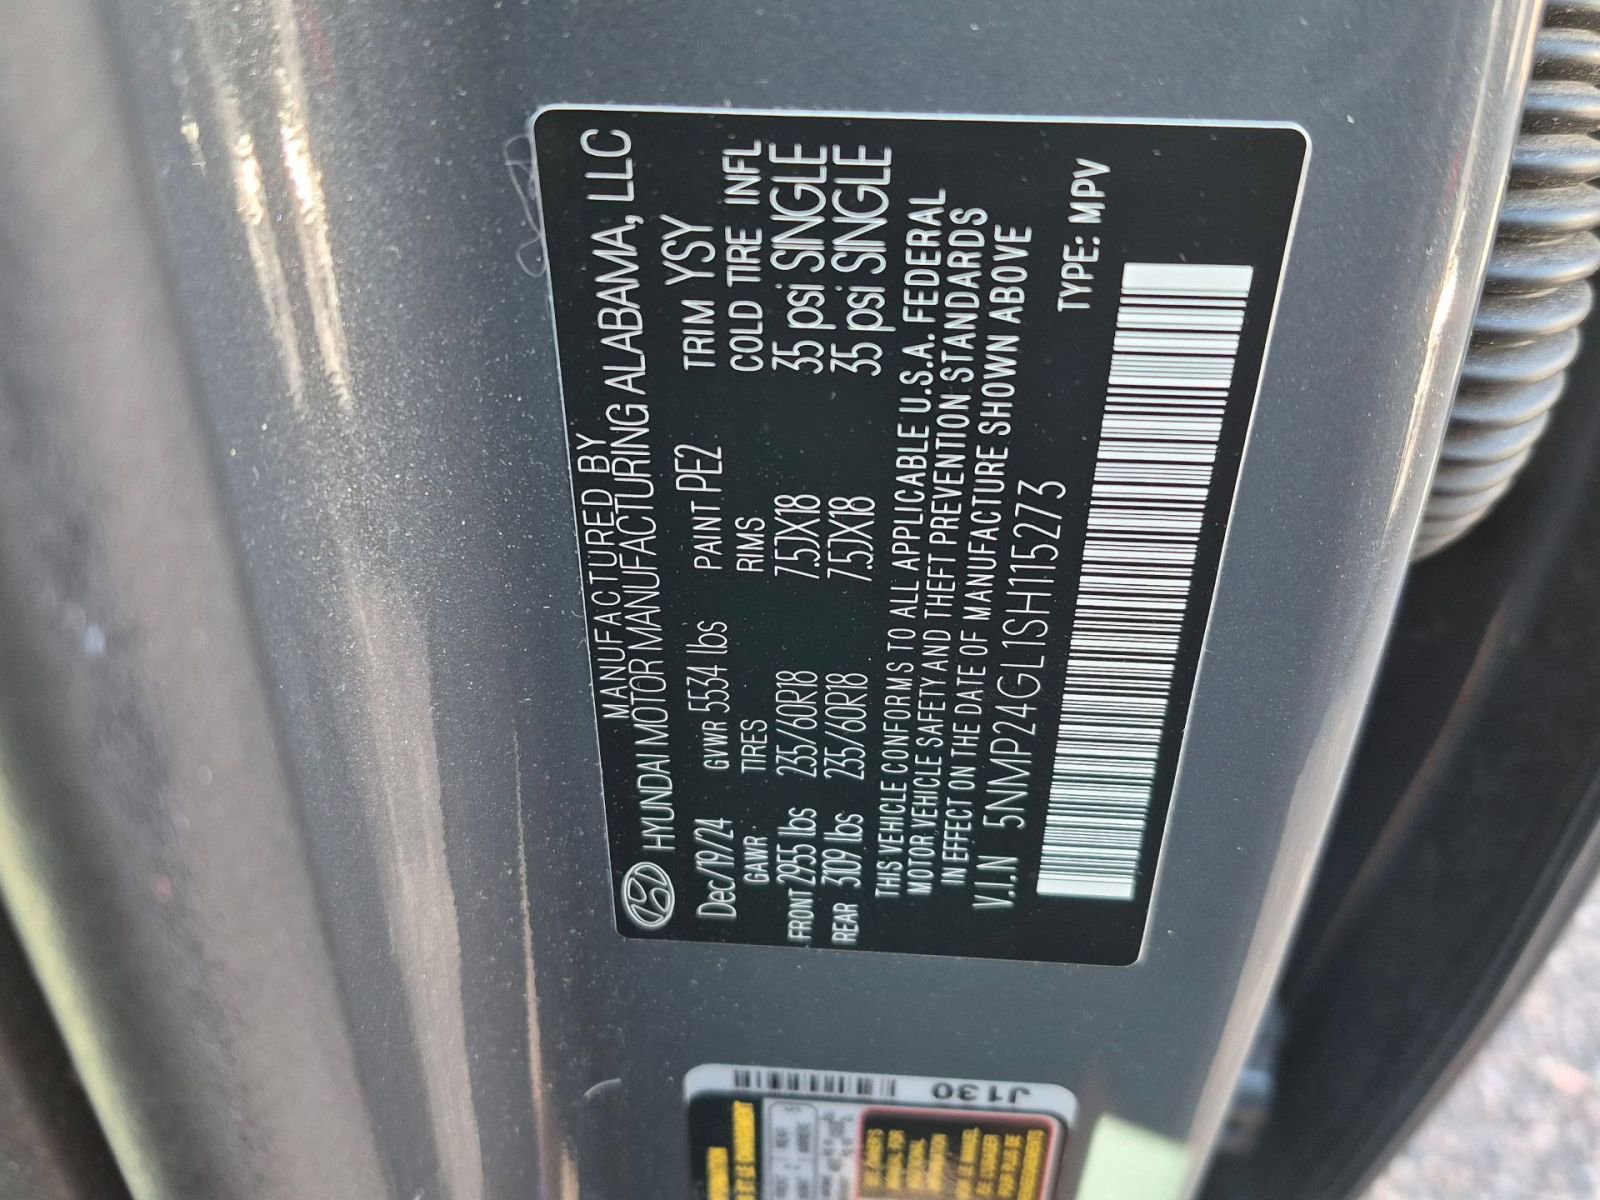 MANUFACTURED BY
HYUNDAI MOTOR MANUFACTURING ALABAMA, LLC
Dec/19/24 GVWR 5534 lbs PAINT PE2 TRIM YSY
GAWR TIRES RIMS COLD TIRE INFL
FRONT 2955 lbs 235/60R18 7.5JX18 35 psi SINGLE
REAR 3109 lbs 235/60R18 7.5JX18 35 psi SINGLE
THIS VEHICLE CONFORMS TO ALL APPLICABLE U.S.A. FEDERAL
MOTOR VEHICLE SAFETY AND THEFT PREVENTION STANDARDS
IN EFFECT ON THE DATE OF MANUFACTURE SHOWN ABOVE
V.I.N 5NMP24GL1SH115273 TYPE: MPV
J130